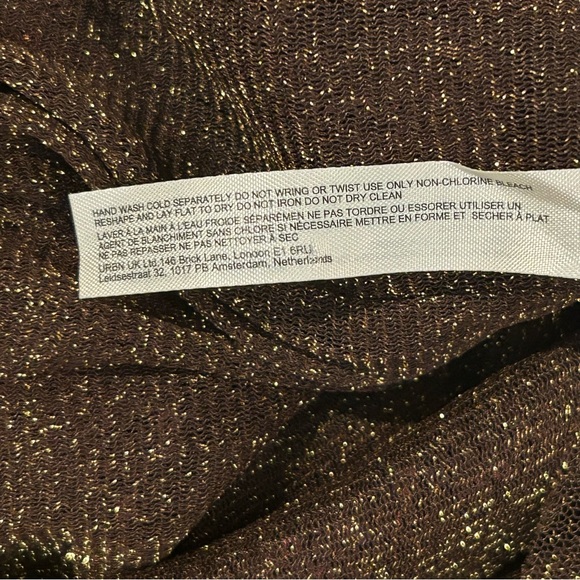 HAND WASH COLD SEPARATELY DO NOT WRING OR TWIST USE ONLY NON-CHLORINE BLEACH
RESHAPE AND LAY FLAT TO DRY DO NOT IRON DO NOT DRY CLEAN
LAVER À LA MAIN À L'EAU FROIDE SÉPARÉMEN NE PAS TORDRE OU ESSORER UTILISER UN
AGENT DE BLANCHIMENT SANS CHLORE SI NÉCESSAIRE METTRE EN FORME ET SECHER À PLAT
NE PAS REPASSER NE PAS NETTOYER À SEC
URBN UK Ltd,146 Brick Lane, London E1 6RU
Leidsestraat 32, 1017 PB Amsterdam, Netherlands